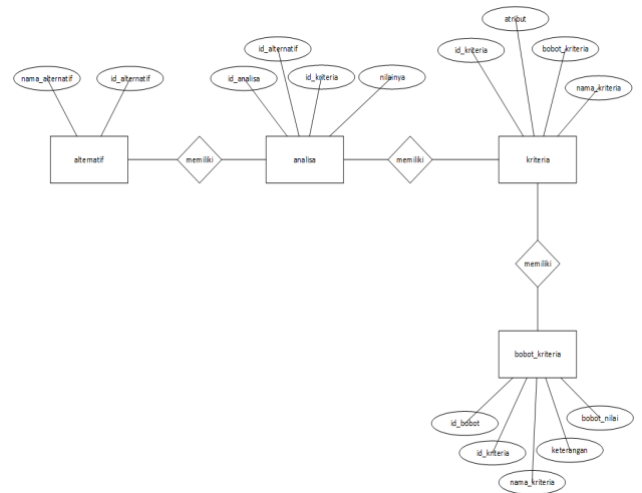 atribut
id_alternatif
id_kriteria
bobot_kriteria
nama_alternatif
id_alternatif
id_analisa
id_kriteria
nilainya
nama_kriteria
alternatif
memiliki
analisa
memiliki
kriteria
memiliki
bobot_kriteria
id_bobot
bobot_nilai
id_kriteria
keterangan
nama_kriteria